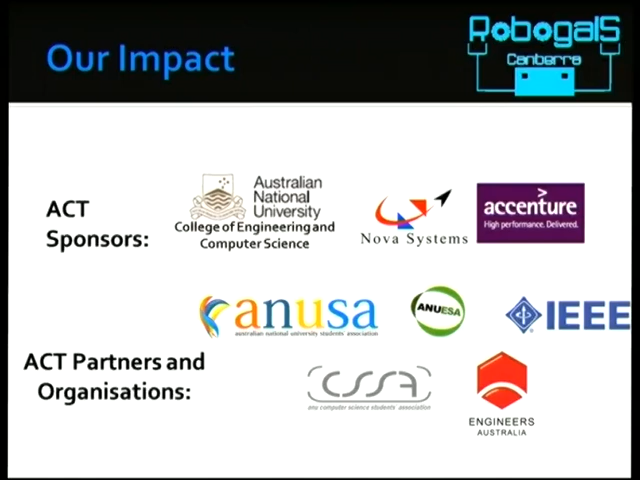 Our Impact
Robogals
Canberra
ACT
Sponsors:
Australian
National
University
College of Engineering and
Computer Science
Nova Systems
>
accenture
High performance. Delivered.
anusa
australian national university students association
ANUESA
IEEE
ACT Partners and
Organisations:
CSSA
anu computer science students association
ENGINEERS
AUSTRALIA